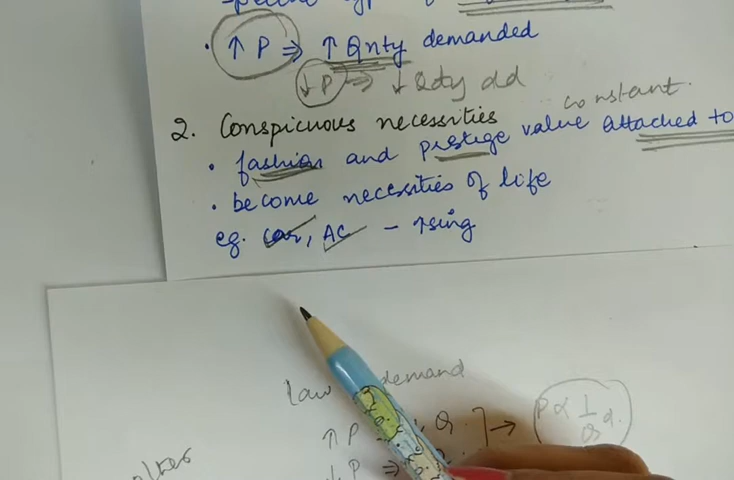 • ↑ P ⇒ ↑ Qnty demanded
↓ P → ↓ Qty dd
constant.
2. Conspicuous necessities
• fashion and prestige value attached to
• become necessities of life
eg. car, AC - ↑sing
law demand
↑ P Q ] → P α 1/Qd.
↓ P ⇒